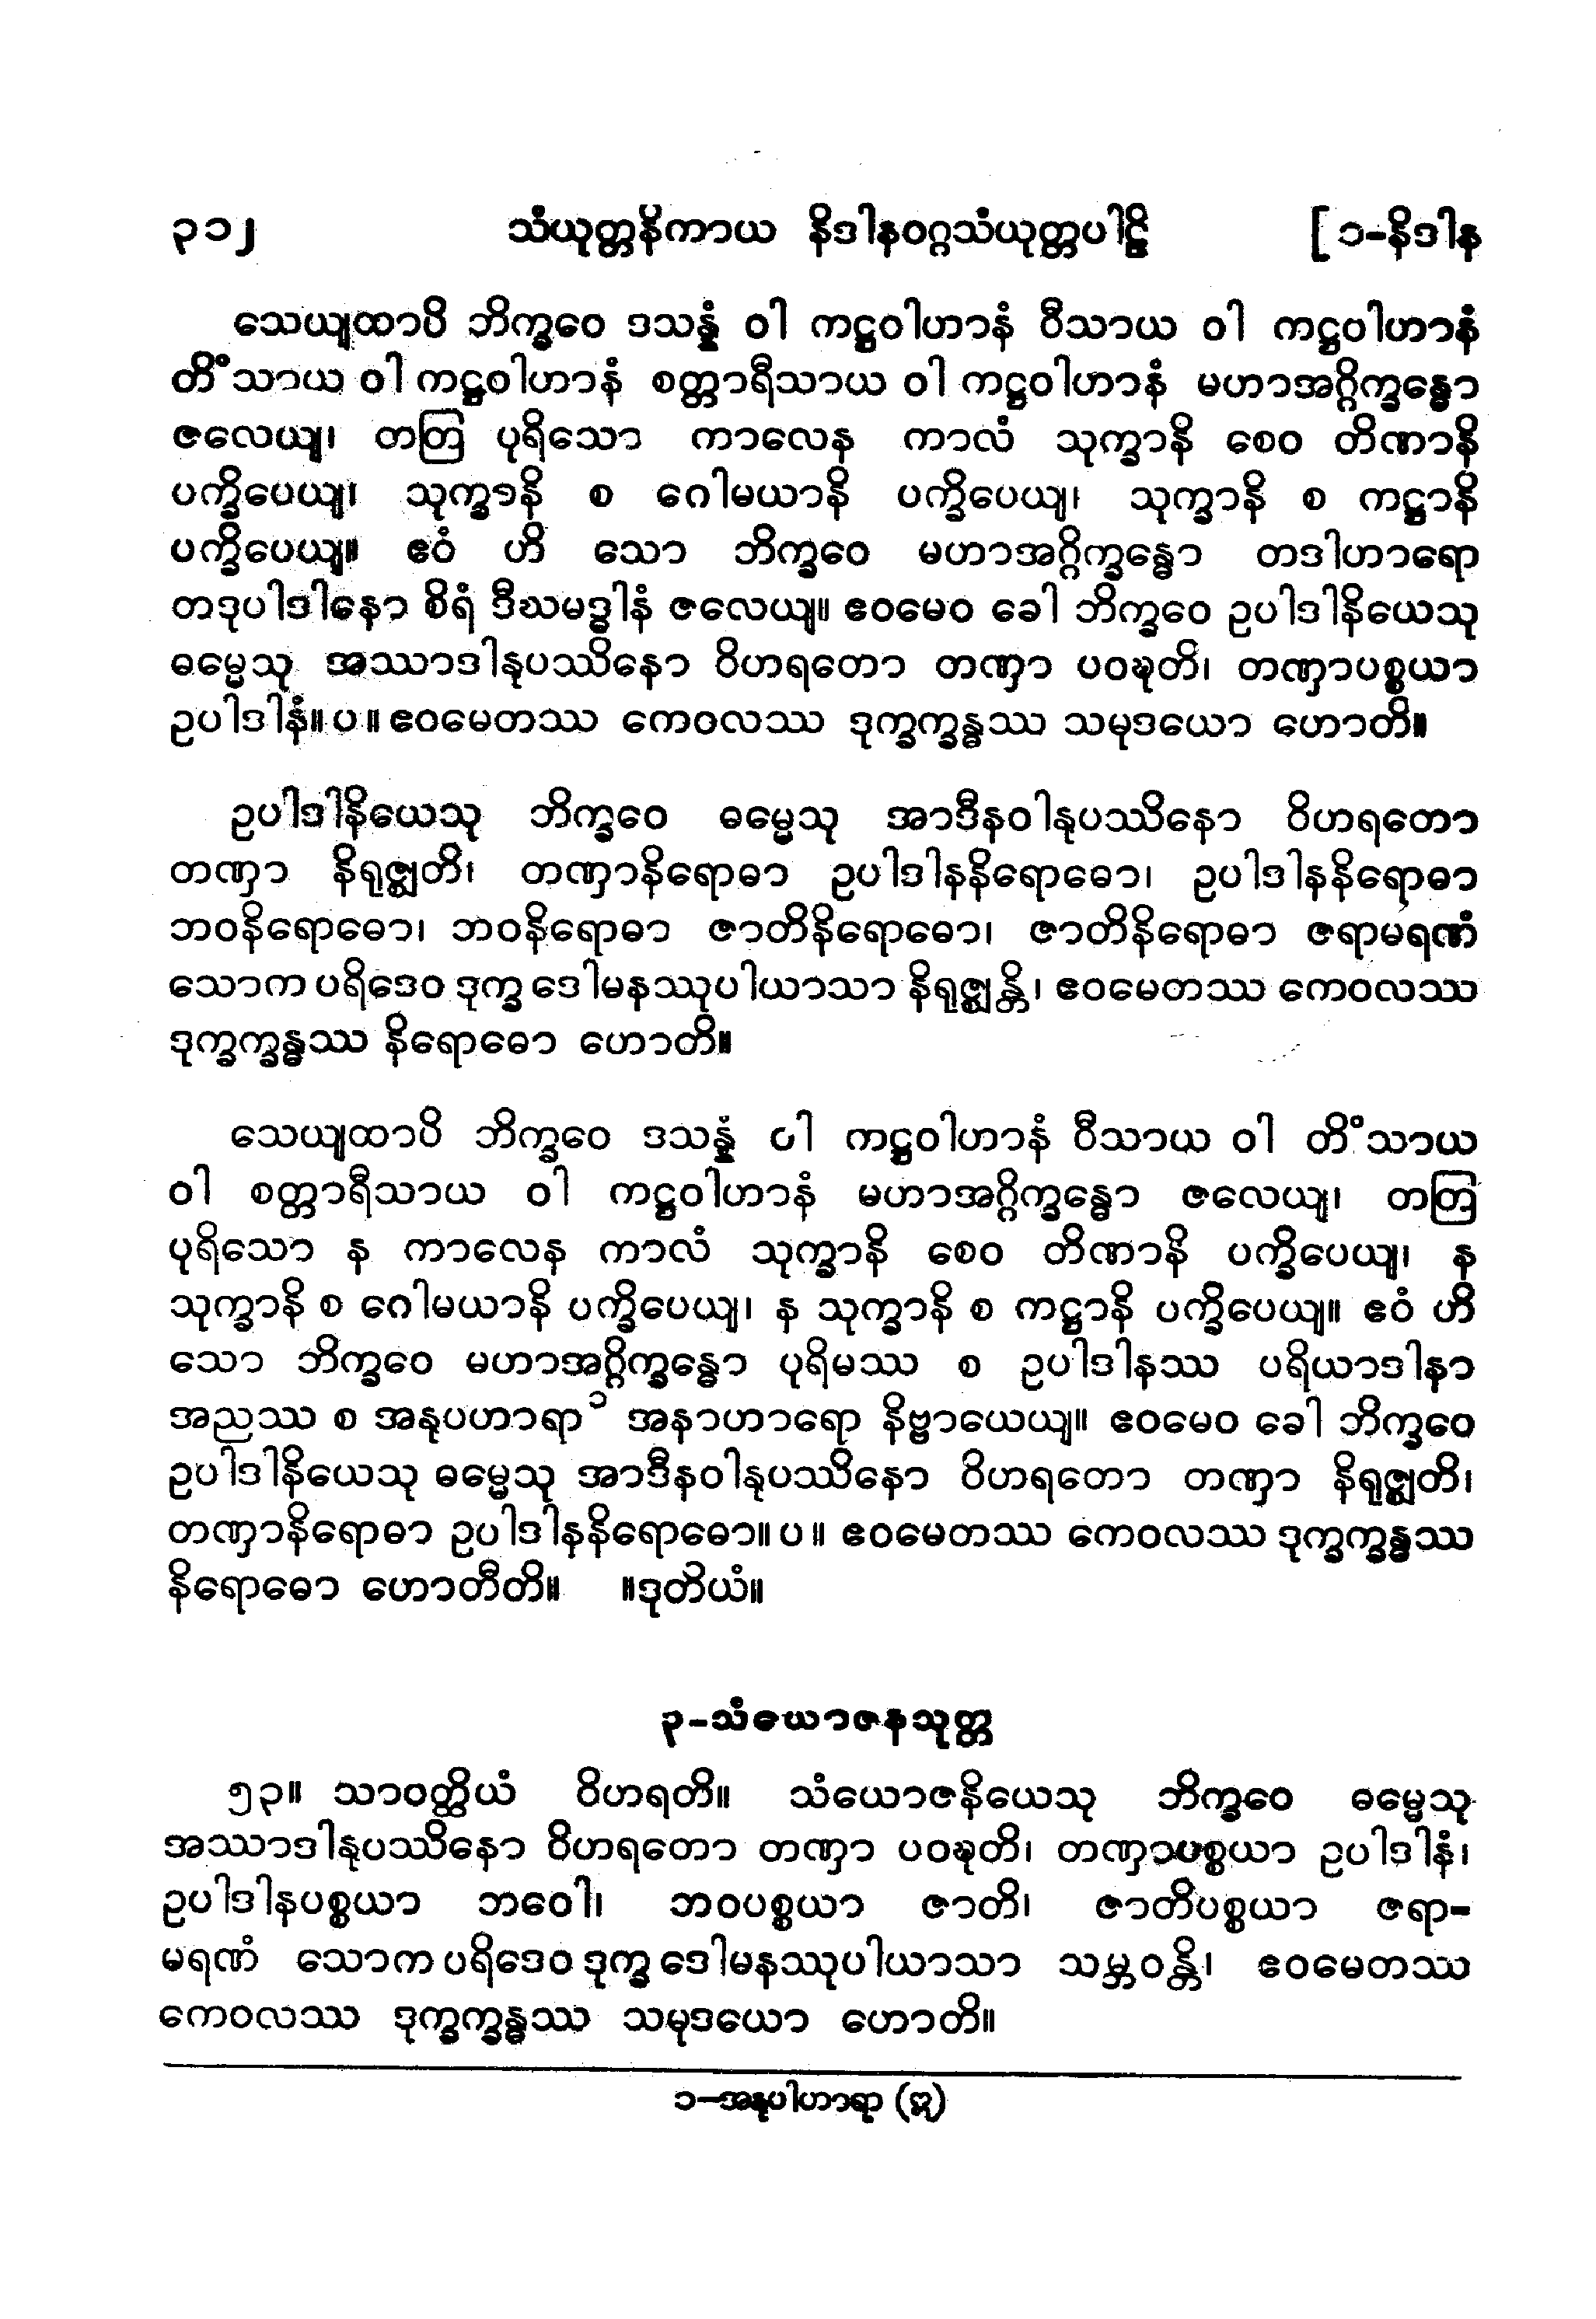 ၃၁၂ သံယုတ္တနိကာယ နိဒါနဝဂ္ဂသံယုတ္တပါဠိ [ ၁-နိဒါန
သေယျထာပိ ဘိက္ခဝေ ဒသန္နံ ဝါ ကဋ္ဌဝါဟာနံ ဝီသာယ ဝါ ကဋ္ဌဝါဟာနံ
တိံသာယ ဝါ ကဋ္ဌဝါဟာနံ စတ္တာရီသာယ ဝါ ကဋ္ဌဝါဟာနံ မဟာအဂ္ဂိက္ခန္ဓော
ဇလေယျ၊ တတြ ပုရိသော ကာလေန ကာလံ သုက္ခာနိ စေဝ တိဏာနိ
ပက္ခိပေယျ၊ သုက္ခာနိ စ ဂေါမယာနိ ပက္ခိပေယျ၊ သုက္ခာနိ စ ကဋ္ဌာနိ
ပက္ခိပေယျ။ ဧဝံ ဟိ သော ဘိက္ခဝေ မဟာအဂ္ဂိက္ခန္ဓော တဒါဟာရော
တဒုပါဒါနော စိရံ ဒီဃမဒ္ဓါနံ ဇလေယျ။ ဧဝမေဝ ခေါ ဘိက္ခဝေ ဥပါဒါနိယေသု
ဓမ္မေသု အဿာဒါနုပဿိနော ဝိဟရတော တဏှာ ပဝဍ္ဎတိ၊ တဏှာပစ္စယာ
ဥပါဒါနံ။ ပ ။ ဧဝမေတဿ ကေဝလဿ ဒုက္ခက္ခန္ဓဿ သမုဒယော ဟောတိ။
ဥပါဒါနိယေသု ဘိက္ခဝေ ဓမ္မေသု အာဒီနဝါနုပဿိနော ဝိဟရတော
တဏှာ နိရုဇ္ဈတိ၊ တဏှာနိရောဓာ ဥပါဒါနနိရောဓော၊ ဥပါဒါနနိရောဓာ
ဘဝနိရောဓော၊ ဘဝနိရောဓာ ဇာတိနိရောဓော၊ ဇာတိနိရောဓာ ဇရာမရဏံ
သောက ပရိဒေဝ ဒုက္ခ ဒေါမနဿုပါယာသာ နိရုဇ္ဈန္တိ၊ ဧဝမေတဿ ကေဝလဿ
ဒုက္ခက္ခန္ဓဿ နိရောဓော ဟောတိ။
သေယျထာပိ ဘိက္ခဝေ ဒသန္နံ ဝါ ကဋ္ဌဝါဟာနံ ဝီသာယ ဝါ တိံသာယ
ဝါ စတ္တာရီသာယ ဝါ ကဋ္ဌဝါဟာနံ မဟာအဂ္ဂိက္ခန္ဓော ဇလေယျ၊ တတြ
ပုရိသော န ကာလေန ကာလံ သုက္ခာနိ စေဝ တိဏာနိ ပက္ခိပေယျ၊ န
သုက္ခာနိ စ ဂေါမယာနိ ပက္ခိပေယျ၊ န သုက္ခာနိ စ ကဋ္ဌာနိ ပက္ခိပေယျ။ ဧဝံ ဟိ
သော ဘိက္ခဝေ မဟာအဂ္ဂိက္ခန္ဓော ပုရိမဿ စ ဥပါဒါနဿ ပရိယာဒါနာ
အညဿ စ အနုပဟာရာ ၁ အနာဟာရော နိဗ္ဗာယေယျ။ ဧဝမေဝ ခေါ ဘိက္ခဝေ
ဥပါဒါနိယေသု ဓမ္မေသု အာဒီနဝါနုပဿိနော ဝိဟရတော တဏှာ နိရုဇ္ဈတိ၊
တဏှာနိရောဓာ ဥပါဒါနနိရောဓော။ ပ ။ ဧဝမေတဿ ကေဝလဿ ဒုက္ခက္ခန္ဓဿ
နိရောဓော ဟောတီတိ။ ။ဒုတိယံ။
၃-သံယောဇနသုတ္တ
၅၃။ သာဝတ္ထိယံ ဝိဟရတိ။ သံယောဇနိယေသု ဘိက္ခဝေ ဓမ္မေသု
အဿာဒါနုပဿိနော ဝိဟရတော တဏှာ ပဝဍ္ဎတိ၊ တဏှာပစ္စယာ ဥပါဒါနံ၊
ဥပါဒါနပစ္စယာ ဘဝေါ၊ ဘဝပစ္စယာ ဇာတိ၊ ဇာတိပစ္စယာ ဇရာ-
မရဏံ သောက ပရိဒေဝ ဒုက္ခ ဒေါမနဿုပါယာသာ သမ္ဘဝန္တိ၊ ဧဝမေတဿ
ကေဝလဿ ဒုက္ခက္ခန္ဓဿ သမုဒယော ဟောတိ။
၁-အနုပါဟာရာ (ဣ)